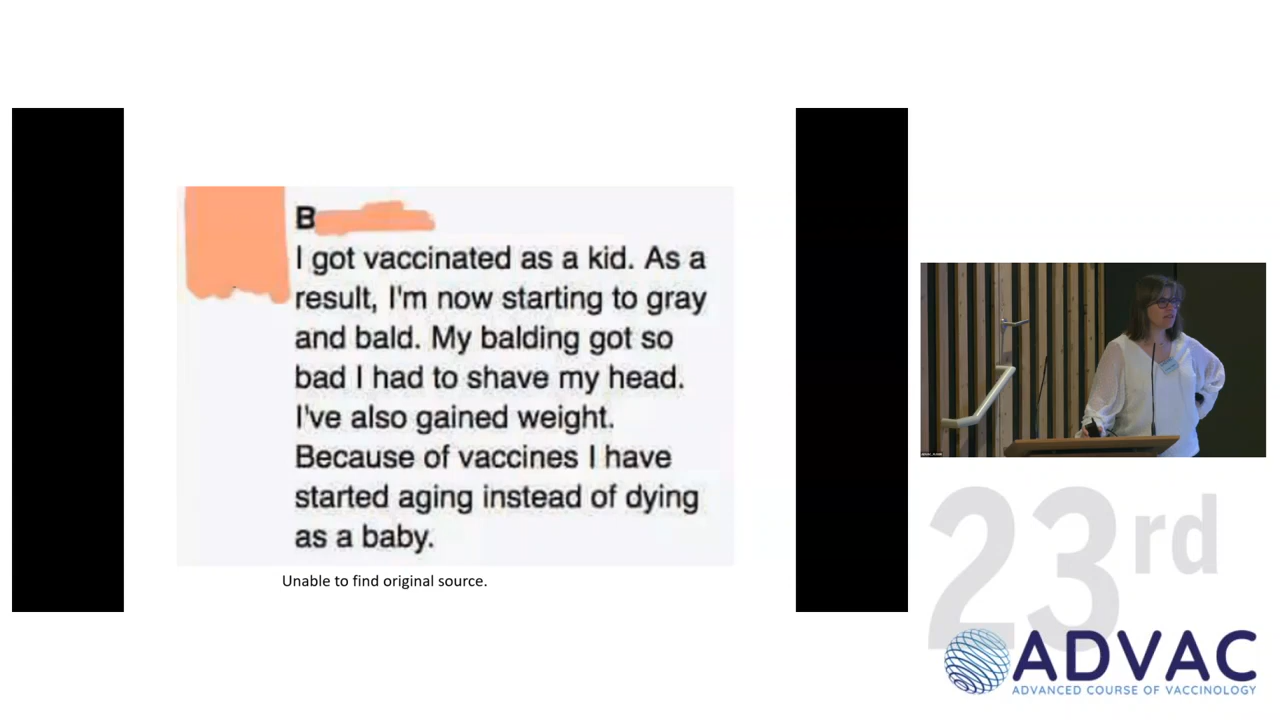 B
I got vaccinated as a kid. As a
result, I'm now starting to gray
and bald. My balding got so
bad I had to shave my head.
I've also gained weight.
Because of vaccines I have
started aging instead of dying
as a baby.
Unable to find original source.
23rd
ADVAC
ADVANCED COURSE OF VACCINOLOGY